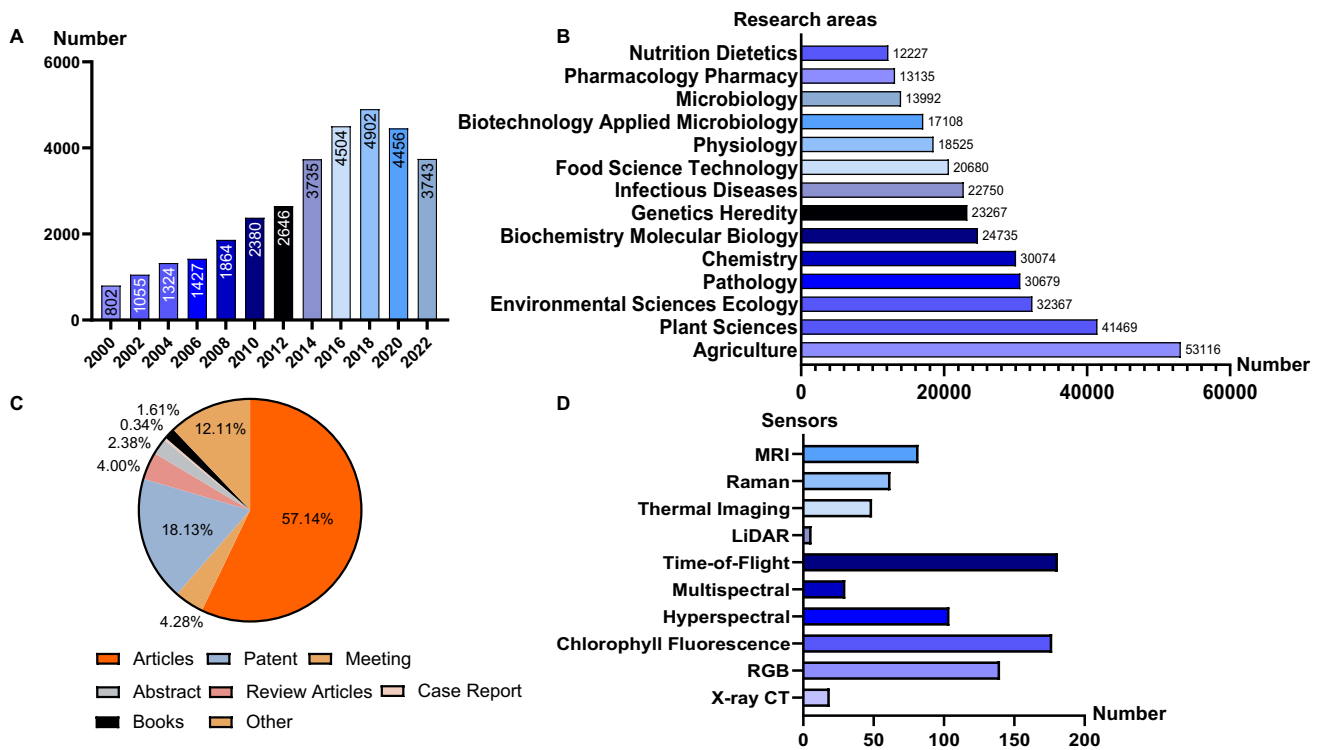 A
Number
6000
4000
2000
0
802
1055
1324
1427
1864
2380
2646
3735
4504
4902
4456
3743
2000
2002
2004
2006
2008
2010
2012
2014
2016
2018
2020
2022
B
Research areas
Nutrition Dietetics 12227
Pharmacology Pharmacy 13135
Microbiology 13992
Biotechnology Applied Microbiology 17108
Physiology 18525
Food Science Technology 20680
Infectious Diseases 22750
Genetics Heredity 23267
Biochemistry Molecular Biology 24735
Chemistry 30074
Pathology 30679
Environmental Sciences Ecology 32367
Plant Sciences 41469
Agriculture 53116
Number
0 20000 40000 60000
C
1.61%
0.34%
2.38%
4.00%
12.11%
57.14%
18.13%
4.28%
Articles Patent Meeting
Abstract Review Articles Case Report
Books Other
D
Sensors
MRI
Raman
Thermal Imaging
LiDAR
Time-of-Flight
Multispectral
Hyperspectral
Chlorophyll Fluorescence
RGB
X-ray CT
Number
0 50 100 150 200